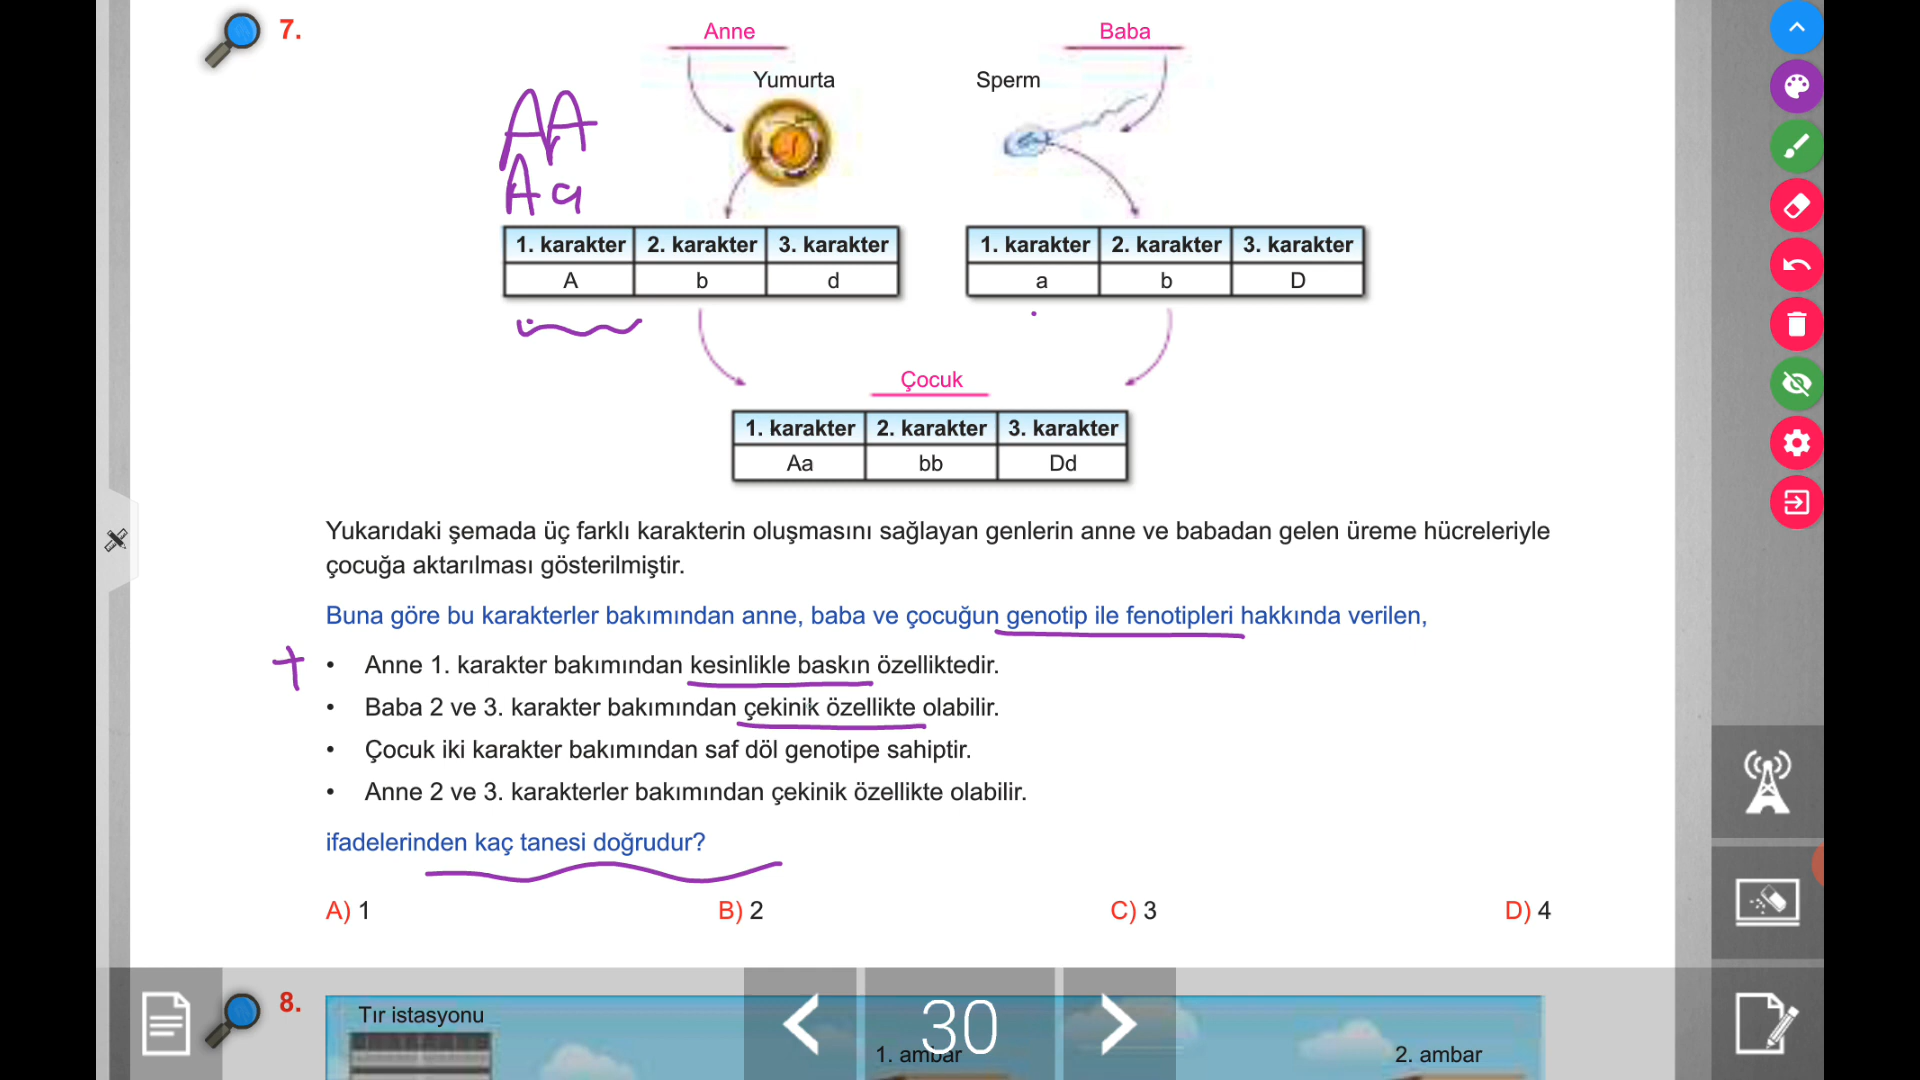 7.
Anne
Baba
Yumurta
Sperm
AA
Aa
1. karakter 2. karakter 3. karakter
A b d
1. karakter 2. karakter 3. karakter
a b D
Çocuk
1. karakter 2. karakter 3. karakter
Aa bb Dd
Yukarıdaki şemada üç farklı karakterin oluşmasını sağlayan genlerin anne ve babadan gelen üreme hücreleriyle
çocuğa aktarılması gösterilmiştir.
Buna göre bu karakterler bakımından anne, baba ve çocuğun genotip ile fenotipleri hakkında verilen,
+ • Anne 1. karakter bakımından kesinlikle baskın özelliktedir.
• Baba 2 ve 3. karakter bakımından çekinik özellikte olabilir.
• Çocuk iki karakter bakımından saf döl genotipe sahiptir.
• Anne 2 ve 3. karakterler bakımından çekinik özellikte olabilir.
ifadelerinden kaç tanesi doğrudur?
A) 1 B) 2 C) 3 D) 4
8.
Tır istasyonu
30
1. ambar
2. ambar